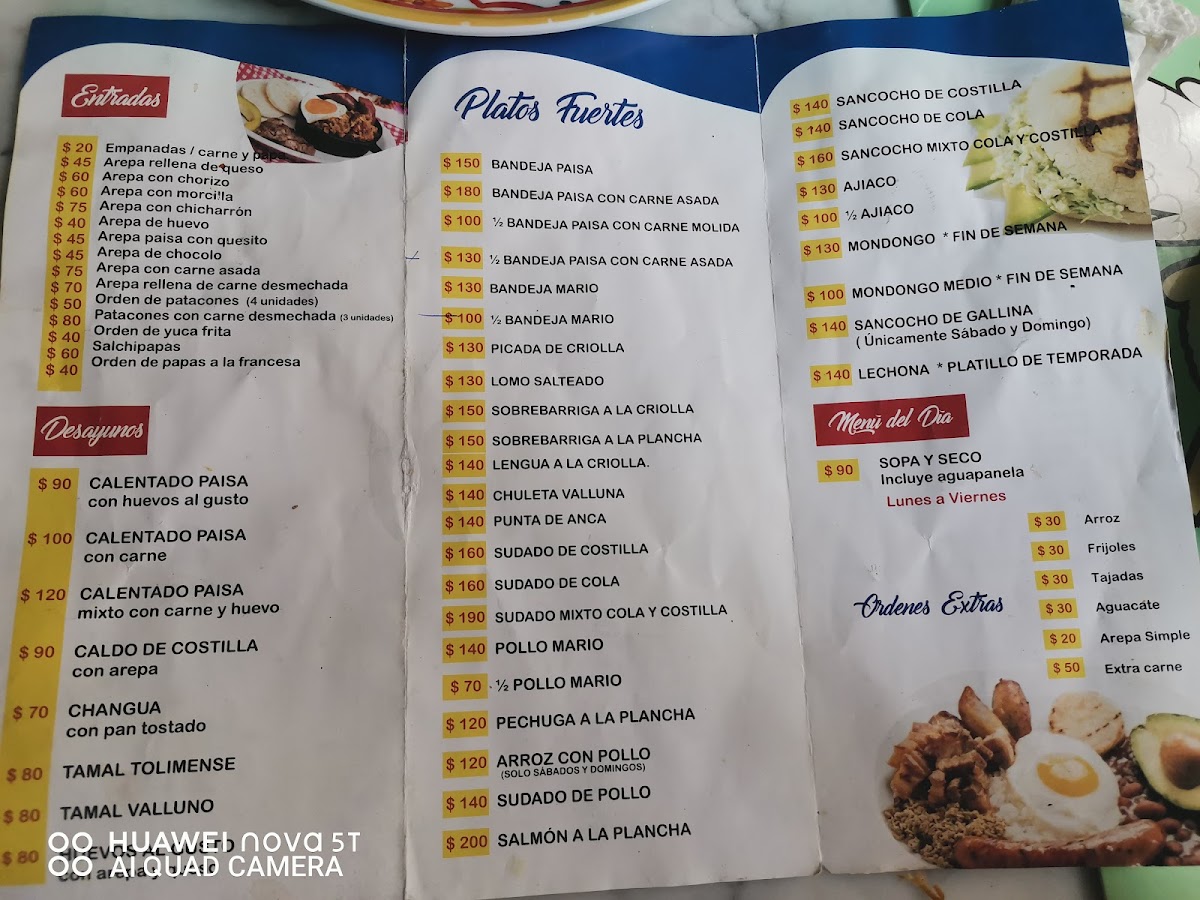 Entradas
$ 20 Empanadas / carne y papa
$ 45 Arepa rellena de queso
$ 60 Arepa con chorizo
$ 60 Arepa con morcilla
$ 75 Arepa con chicharrón
$ 40 Arepa de huevo
$ 45 Arepa paisa con quesito
$ 45 Arepa de chocolo
$ 75 Arepa con carne asada
$ 70 Arepa rellena de carne desmechada
$ 50 Orden de patacones (4 unidades)
$ 80 Patacones con carne desmechada (3 unidades)
$ 40 Orden de yuca frita
$ 60 Salchipapas
$ 40 Orden de papas a la francesa
Desayunos
$ 90 CALENTADO PAISA
con huevos al gusto
$ 100 CALENTADO PAISA
con carne
$ 120 CALENTADO PAISA
mixto con carne y huevo
$ 90 CALDO DE COSTILLA
con arepa
$ 70 CHANGUA
con pan tostado
$ 80 TAMAL TOLIMENSE
$ 80 TAMAL VALLUNO
$ 80 HUEVOS AL GUSTO
con arepa y queso
Platos Fuertes
$ 150 BANDEJA PAISA
$ 180 BANDEJA PAISA CON CARNE ASADA
$ 100 ½ BANDEJA PAISA CON CARNE MOLIDA
$ 130 ½ BANDEJA PAISA CON CARNE ASADA
$ 130 BANDEJA MARIO
$ 100 ½ BANDEJA MARIO
$ 130 PICADA DE CRIOLLA
$ 130 LOMO SALTEADO
$ 150 SOBREBARRIGA A LA CRIOLLA
$ 150 SOBREBARRIGA A LA PLANCHA
$ 140 LENGUA A LA CRIOLLA.
$ 140 CHULETA VALLUNA
$ 140 PUNTA DE ANCA
$ 160 SUDADO DE COSTILLA
$ 160 SUDADO DE COLA
$ 190 SUDADO MIXTO COLA Y COSTILLA
$ 140 POLLO MARIO
$ 70 ½ POLLO MARIO
$ 120 PECHUGA A LA PLANCHA
$ 120 ARROZ CON POLLO
(SOLO SÁBADOS Y DOMINGOS)
$ 140 SUDADO DE POLLO
$ 200 SALMÓN A LA PLANCHA
$ 140 SANCOCHO DE COSTILLA
$ 140 SANCOCHO DE COLA
$ 160 SANCOCHO MIXTO COLA Y COSTILLA
$ 130 AJIACO
$ 100 ½ AJIACO
$ 130 MONDONGO * FIN DE SEMANA
$ 100 MONDONGO MEDIO * FIN DE SEMANA
$ 140 SANCOCHO DE GALLINA
( Únicamente Sábado y Domingo)
$ 140 LECHONA * PLATILLO DE TEMPORADA
Menú del Día
$ 90 SOPA Y SECO
Incluye aguapanela
Lunes a Viernes
Ordenes Extras
$ 30 Arroz
$ 30 Frijoles
$ 30 Tajadas
$ 30 Aguacate
$ 20 Arepa Simple
$ 50 Extra carne
HUAWEI nova 5T
AI QUAD CAMERA